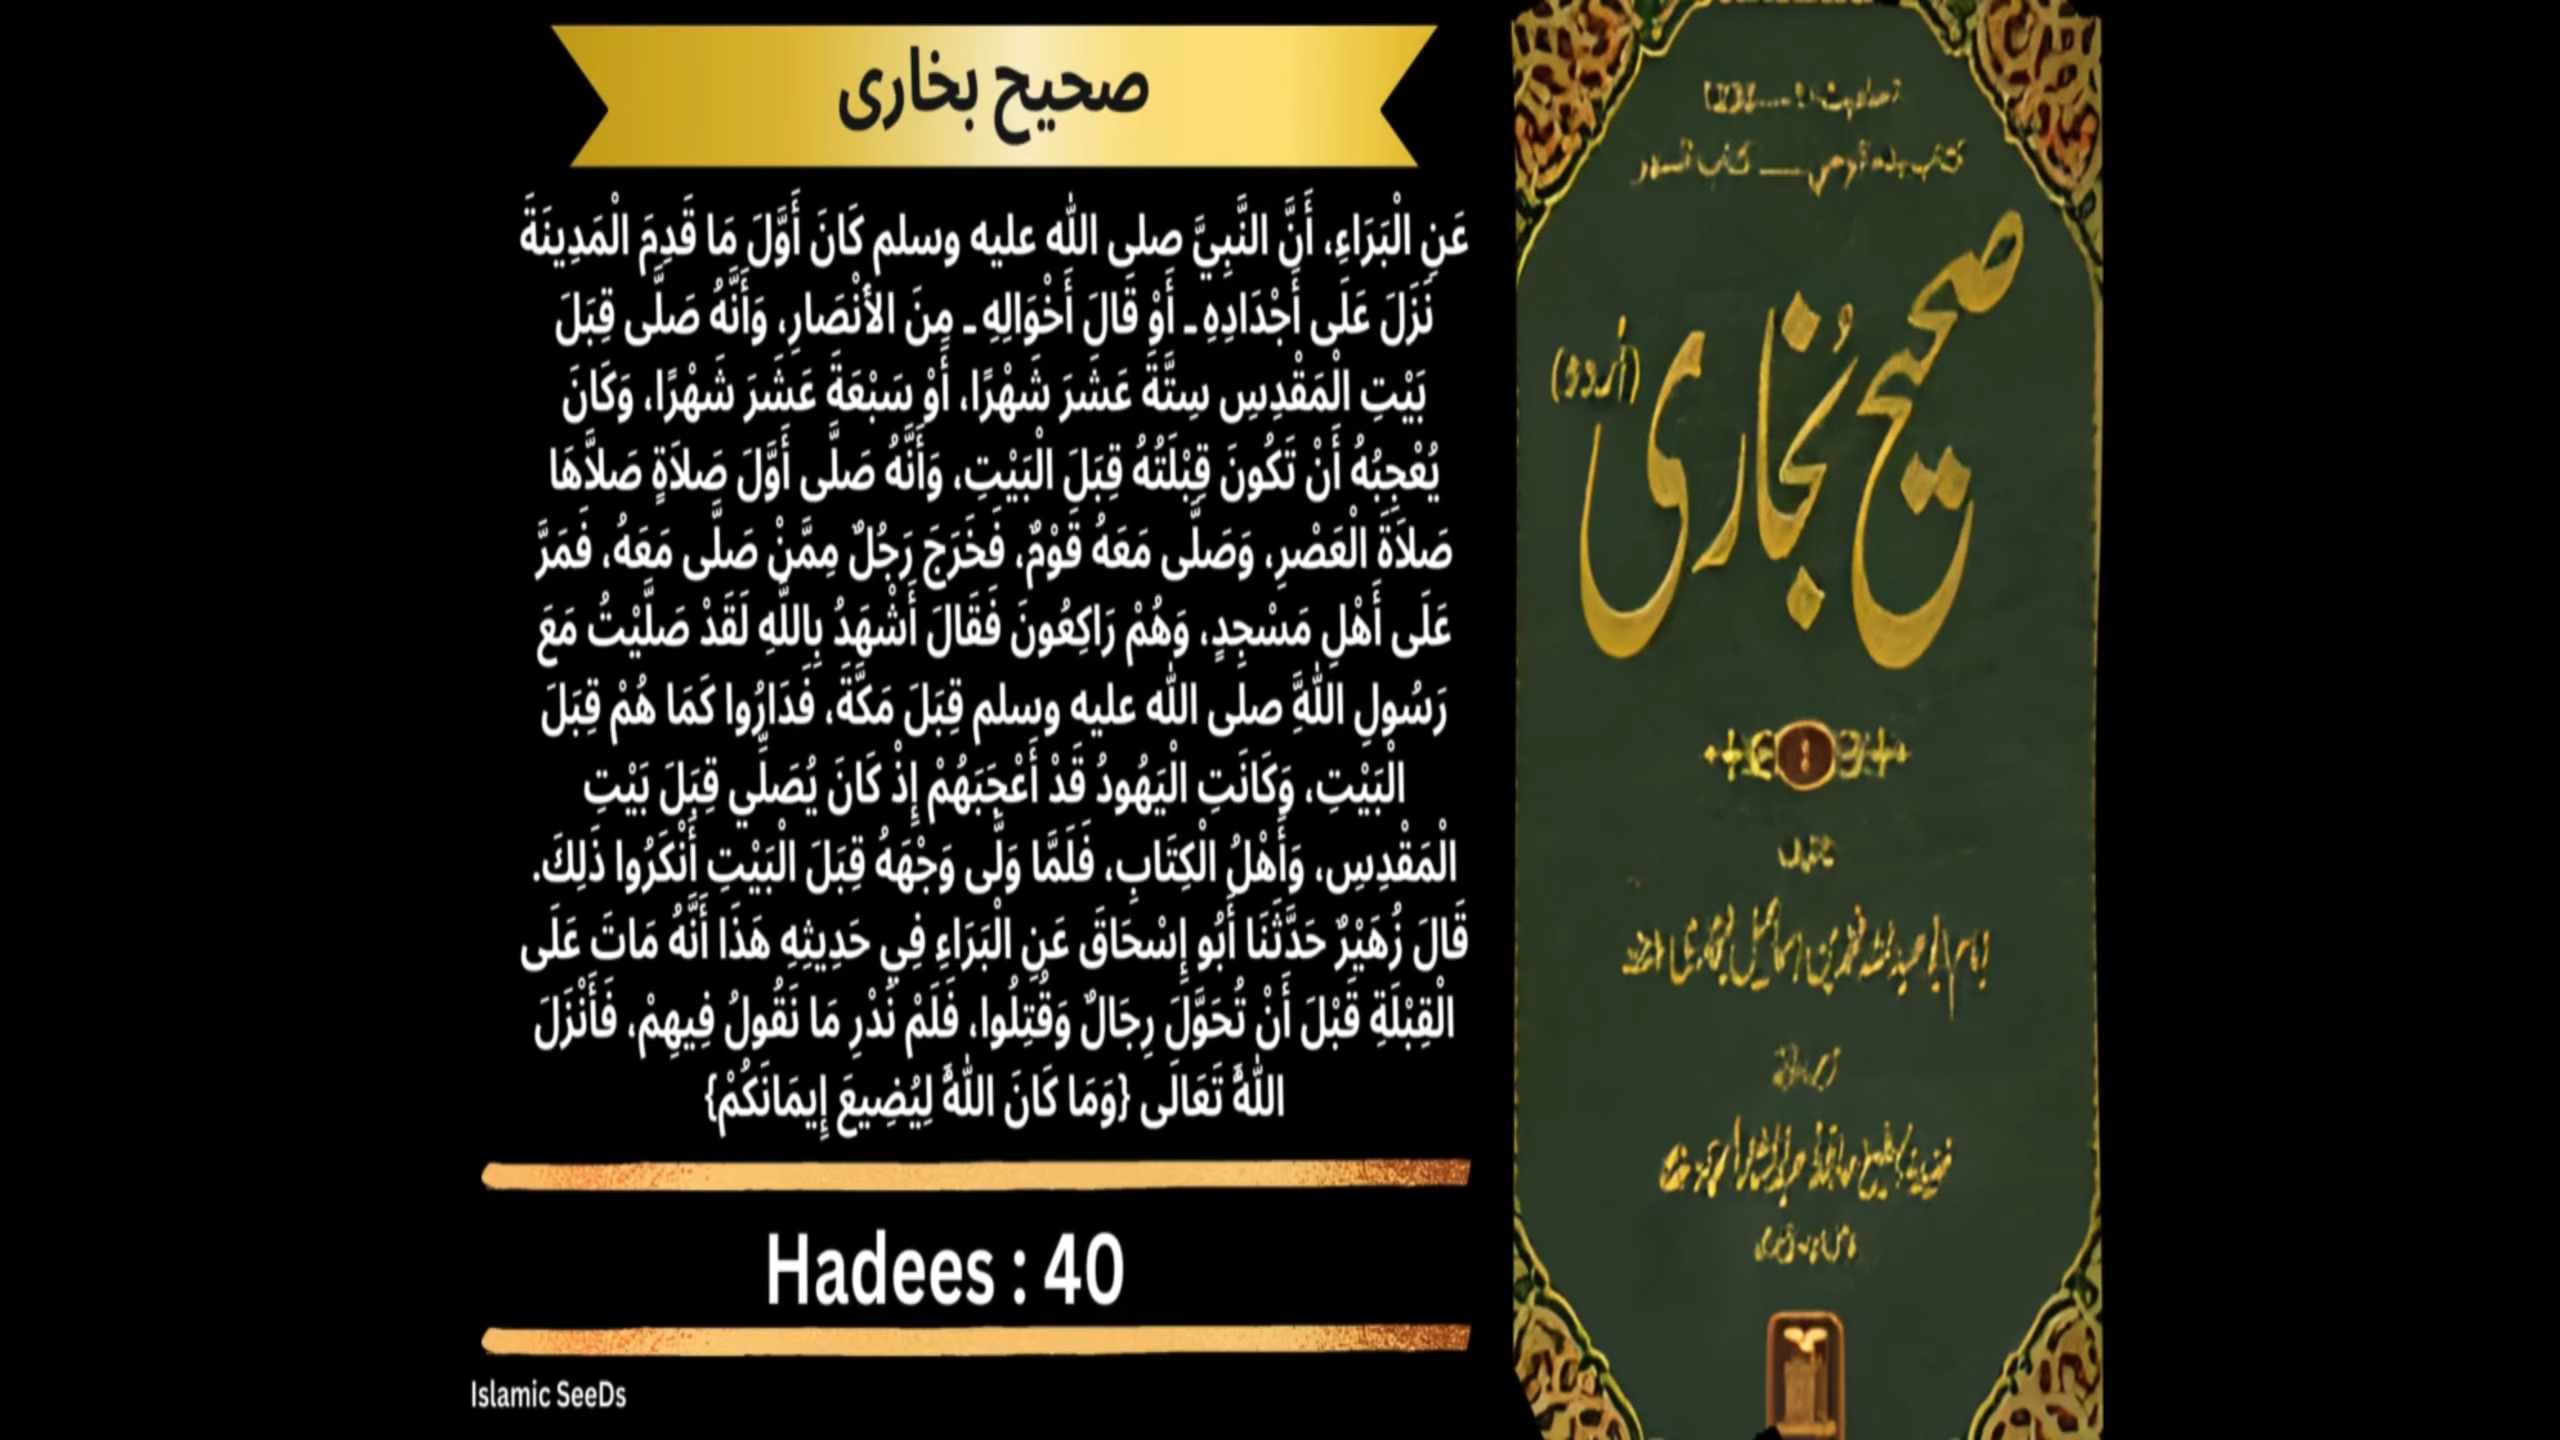 صحیح بخاری
عَنِ الْبَرَاءِ، أَنَّ النَّبِيَّ صلى الله عليه وسلم كَانَ أَوَّلَ مَا قَدِمَ الْمَدِينَةَ
نَزَلَ عَلَى أَجْدَادِهِ ـ أَوْ قَالَ أَخْوَالِهِ ـ مِنَ الأَنْصَارِ، وَأَنَّهُ صَلَّى قِبَلَ
بَيْتِ الْمَقْدِسِ سِتَّةَ عَشَرَ شَهْرًا، أَوْ سَبْعَةَ عَشَرَ شَهْرًا، وَكَانَ
يُعْجِبُهُ أَنْ تَكُونَ قِبْلَتُهُ قِبَلَ الْبَيْتِ، وَأَنَّهُ صَلَّى أَوَّلَ صَلاَةٍ صَلاَّهَا
صَلاَةَ الْعَصْرِ، وَصَلَّى مَعَهُ قَوْمٌ، فَخَرَجَ رَجُلٌ مِمَّنْ صَلَّى مَعَهُ، فَمَرَّ
عَلَى أَهْلِ مَسْجِدٍ، وَهُمْ رَاكِعُونَ فَقَالَ أَشْهَدُ بِاللَّهِ لَقَدْ صَلَّيْتُ مَعَ
رَسُولِ اللَّهِ صلى الله عليه وسلم قِبَلَ مَكَّةَ، فَدَارُوا كَمَا هُمْ قِبَلَ
الْبَيْتِ، وَكَانَتِ الْيَهُودُ قَدْ أَعْجَبَهُمْ إِذْ كَانَ يُصَلِّي قِبَلَ بَيْتِ
الْمَقْدِسِ، وَأَهْلُ الْكِتَابِ، فَلَمَّا وَلَّى وَجْهَهُ قِبَلَ الْبَيْتِ أَنْكَرُوا ذَلِكَ.
قَالَ زُهَيْرٌ حَدَّثَنَا أَبُو إِسْحَاقَ عَنِ الْبَرَاءِ فِي حَدِيثِهِ هَذَا أَنَّهُ مَاتَ عَلَى
الْقِبْلَةِ قَبْلَ أَنْ تُحَوَّلَ رِجَالٌ وَقُتِلُوا، فَلَمْ نَدْرِ مَا نَقُولُ فِيهِمْ، فَأَنْزَلَ
اللَّهُ تَعَالَى {وَمَا كَانَ اللَّهُ لِيُضِيعَ إِيمَانَكُمْ}
Hadees : 40
Islamic SeeDs
صحیح بُخاری
(اُردو)